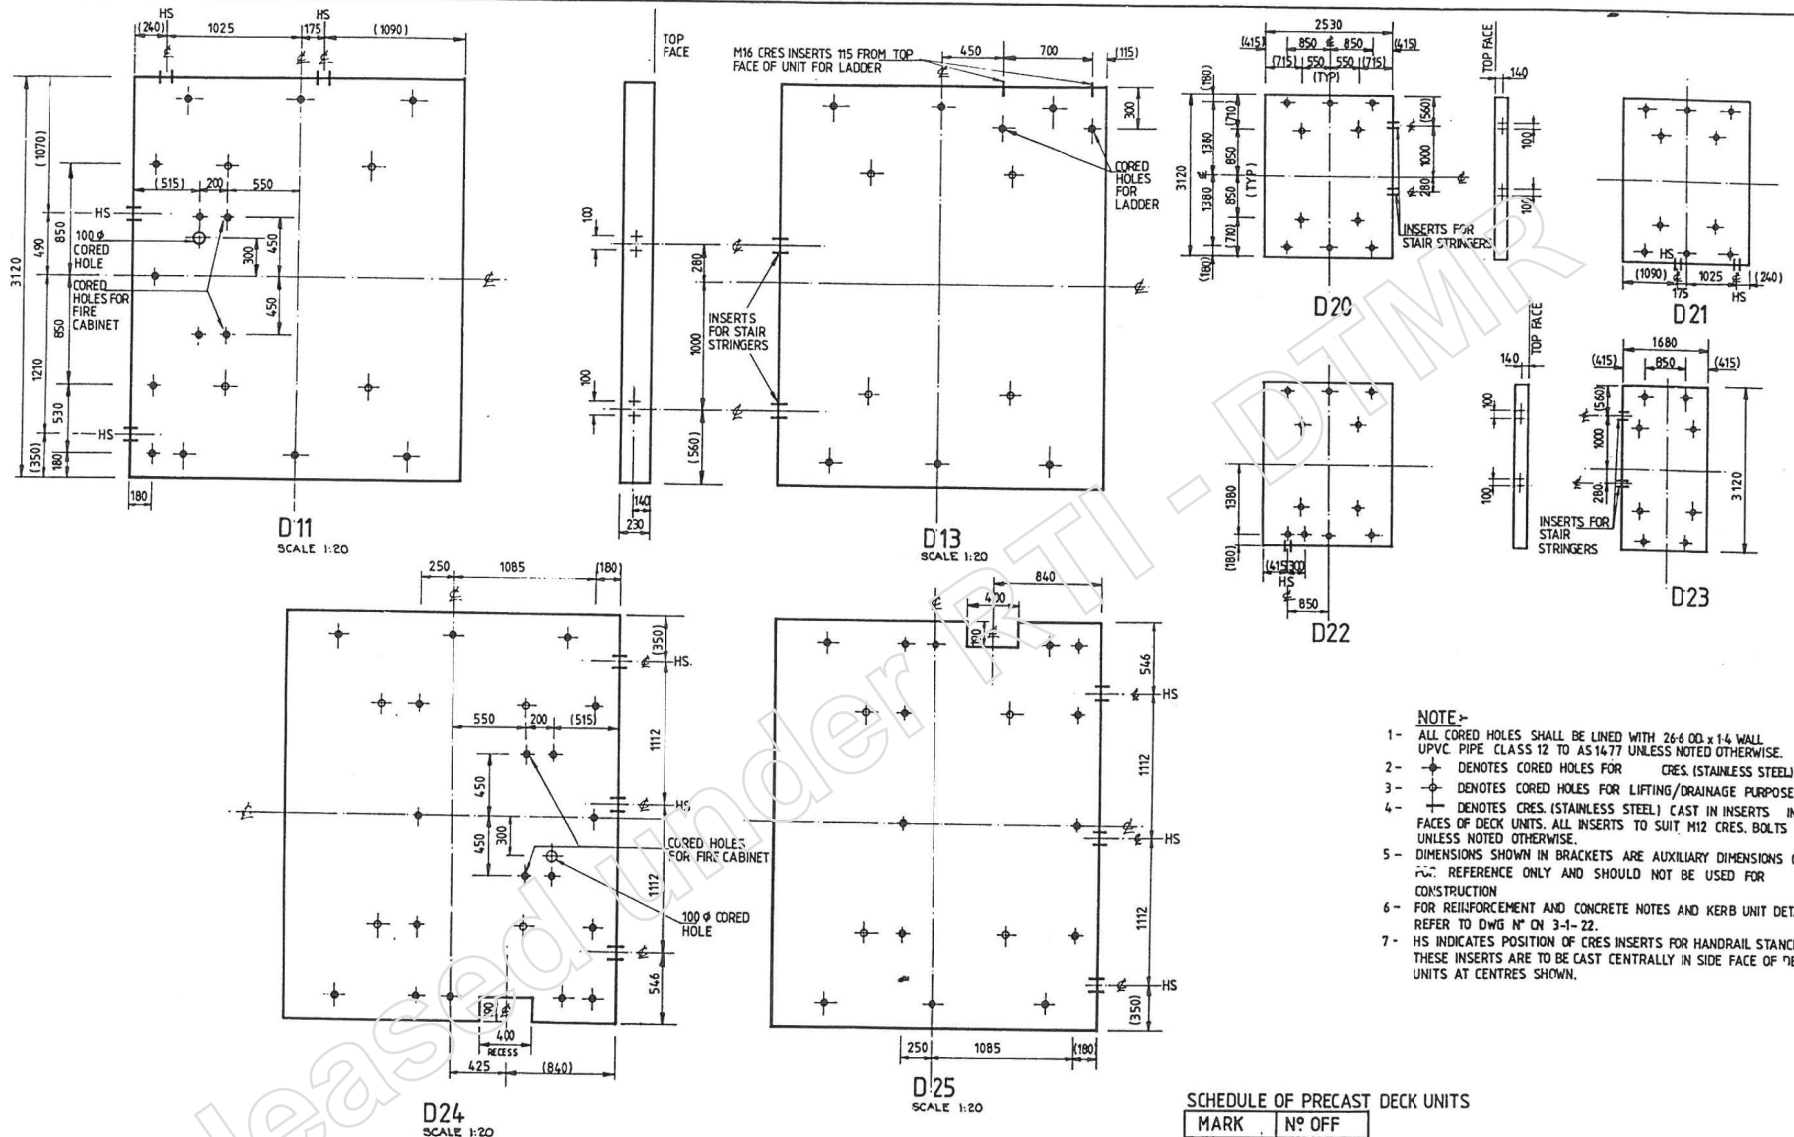 HS
HS
(240)
1025
175
(1090)
3120
(1070)
490
1210
(350)
850
850
530
180
(515)
200
550
HS
100 Ø
CORED
HOLE
300
450
450
CORED
HOLES FOR
FIRE
CABINET
HS
180
D11
SCALE 1:20
TOP
FACE
100
100
140
230
M16 CRES INSERTS 115 FROM TOP
FACE OF UNIT FOR LADDER
450
700
(115)
300
CORED
HOLES
FOR
LADDER
280
1000
(560)
INSERTS
FOR STAIR
STRINGERS
D13
SCALE 1:20
2530
(415)
850
850
(415)
(715)
550
550
(715)
(TYP)
(180)
3120
1380
1380
(180)
(710)
850
850
(TYP)
(710)
(560)
1000
280
INSERTS FOR
STAIR STRINGERS
D20
TOP FACE
140
100
100
HS
(1090)
1025
(240)
175
HS
D21
1380
(180)
(415)
300
HS
850
D22
TOP FACE
140
100
100
1680
(415)
850
(415)
(560)
1000
280
3120
INSERTS FOR
STAIR
STRINGERS
D23
250
1085
(180)
(350)
HS
550
200
(515)
1112
450
450
300
HS
CORED HOLES
FOR FIRE CABINET
1112
100 Ø CORED
HOLE
546
190
400
RECESS
425
(840)
D24
SCALE 1:20
840
400
190
546
HS
1112
HS
1112
HS
(350)
250
1085
(180)
D25
SCALE 1:20
NOTE:-
1- ALL CORED HOLES SHALL BE LINED WITH 26·6 OD. x 1·4 WALL
UPVC. PIPE CLASS 12 TO AS 1477 UNLESS NOTED OTHERWISE.
2- DENOTES CORED HOLES FOR CRES. (STAINLESS STEEL)
3- DENOTES CORED HOLES FOR LIFTING/DRAINAGE PURPOSE
4- DENOTES CRES. (STAINLESS STEEL) CAST IN INSERTS IN
FACES OF DECK UNITS. ALL INSERTS TO SUIT M12 CRES. BOLTS
UNLESS NOTED OTHERWISE.
5- DIMENSIONS SHOWN IN BRACKETS ARE AUXILIARY DIMENSIONS
FOR REFERENCE ONLY AND SHOULD NOT BE USED FOR
CONSTRUCTION
6- FOR REINFORCEMENT AND CONCRETE NOTES AND KERB UNIT DET
REFER TO DWG Nº ON 3-1-22.
7- HS INDICATES POSITION OF CRES INSERTS FOR HANDRAIL STANC
THESE INSERTS ARE TO BE CAST CENTRALLY IN SIDE FACE OF DE
UNITS AT CENTRES SHOWN.
SCHEDULE OF PRECAST DECK UNITS
MARK Nº OFF
leased under RTI - DTMR